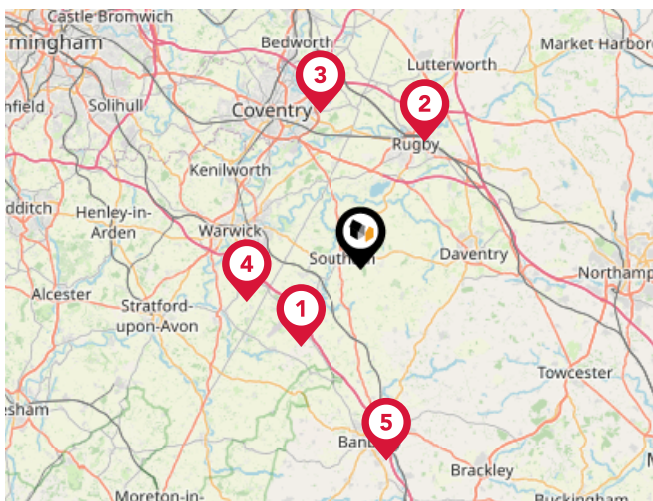 Castle Bromwich
mingham
Bedworth
Market Harbor
Lutterworth
3
2
nfield
Solihull
Coventry
Rugby
Kenilworth
dditch
Henley-in-
Arden
Warwick
Daventry
4
Northamp
Alcester
Stratford-
upon-Avon
1
Towcester
esham
5
Brackley
Moreton-in-
Buckingham